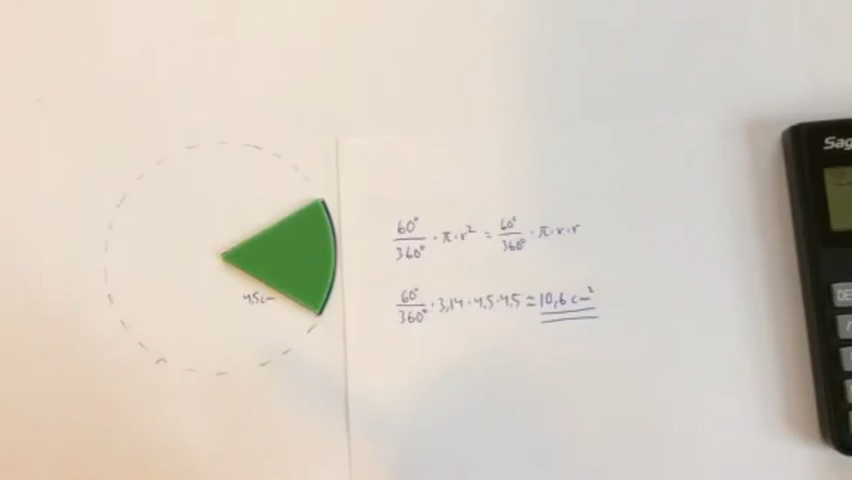 4,5cm
60°/360° · π · r² = 60°/360° · π · r · r
60°/360° · 3,14 · 4,5 · 4,5 ≈ 10,6 cm²
Sag
DE